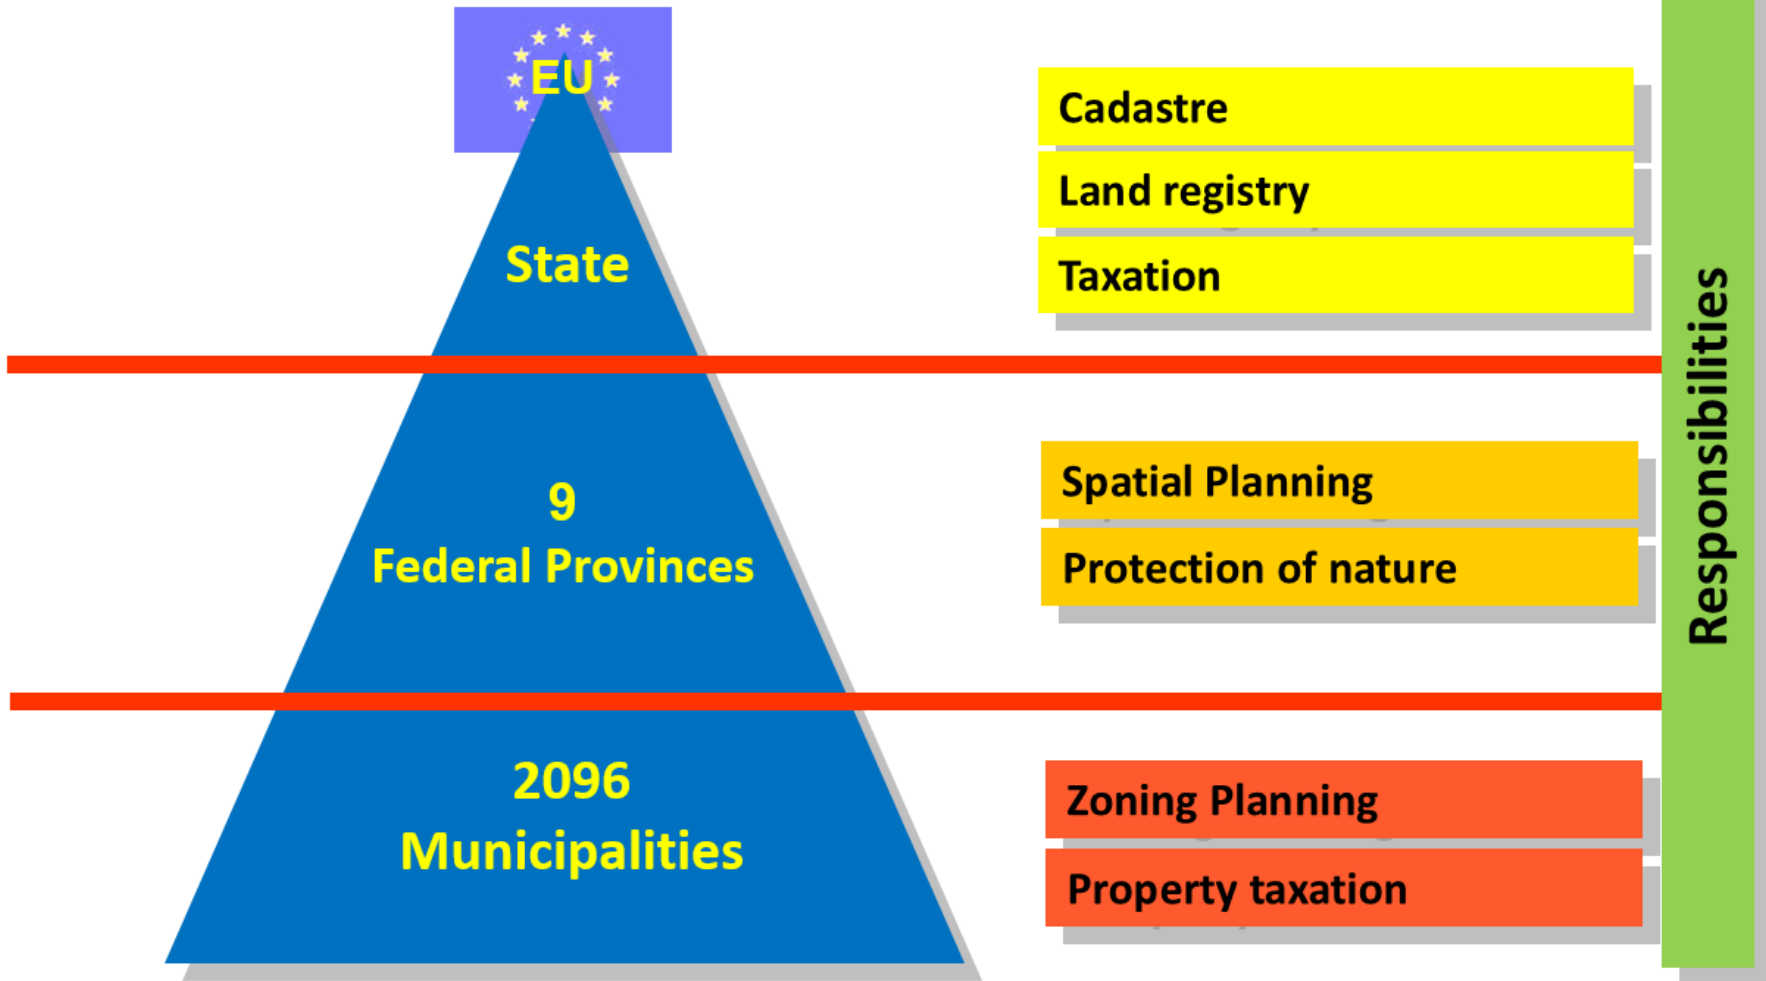 EU
State
Cadastre
Land registry
Taxation
9
Federal Provinces
Spatial Planning
Protection of nature
2096
Municipalities
Zoning Planning
Property taxation
Responsibilities